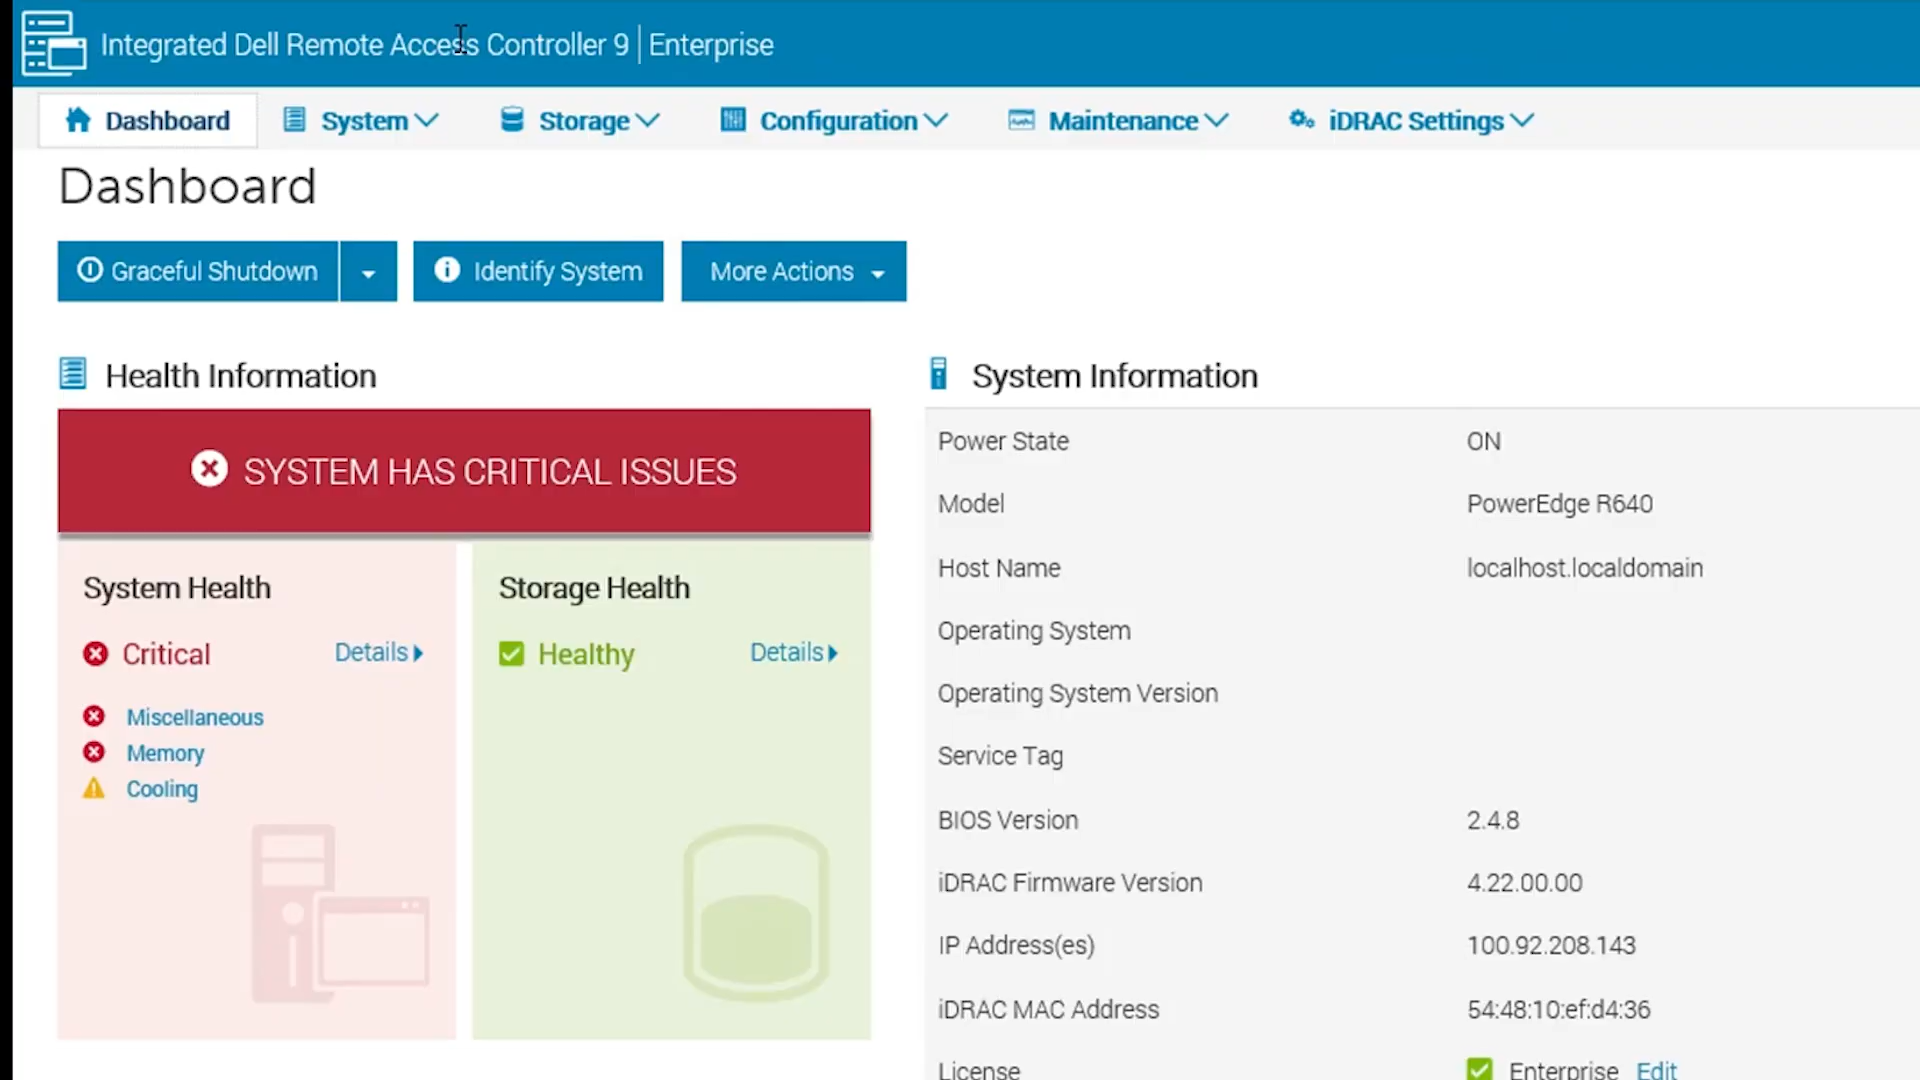 Integrated Dell Remote Access Controller 9 | Enterprise
Dashboard System Storage Configuration Maintenance iDRAC Settings
Dashboard
Graceful Shutdown Identify System More Actions
Health Information
SYSTEM HAS CRITICAL ISSUES
System Health
Critical Details
Miscellaneous
Memory
Cooling
Storage Health
Healthy Details
System Information
Power State ON
Model PowerEdge R640
Host Name localhost.localdomain
Operating System
Operating System Version
Service Tag
BIOS Version 2.4.8
iDRAC Firmware Version 4.22.00.00
IP Address(es) 100.92.208.143
iDRAC MAC Address 54:48:10:ef:d4:36
License Enterprise Edit